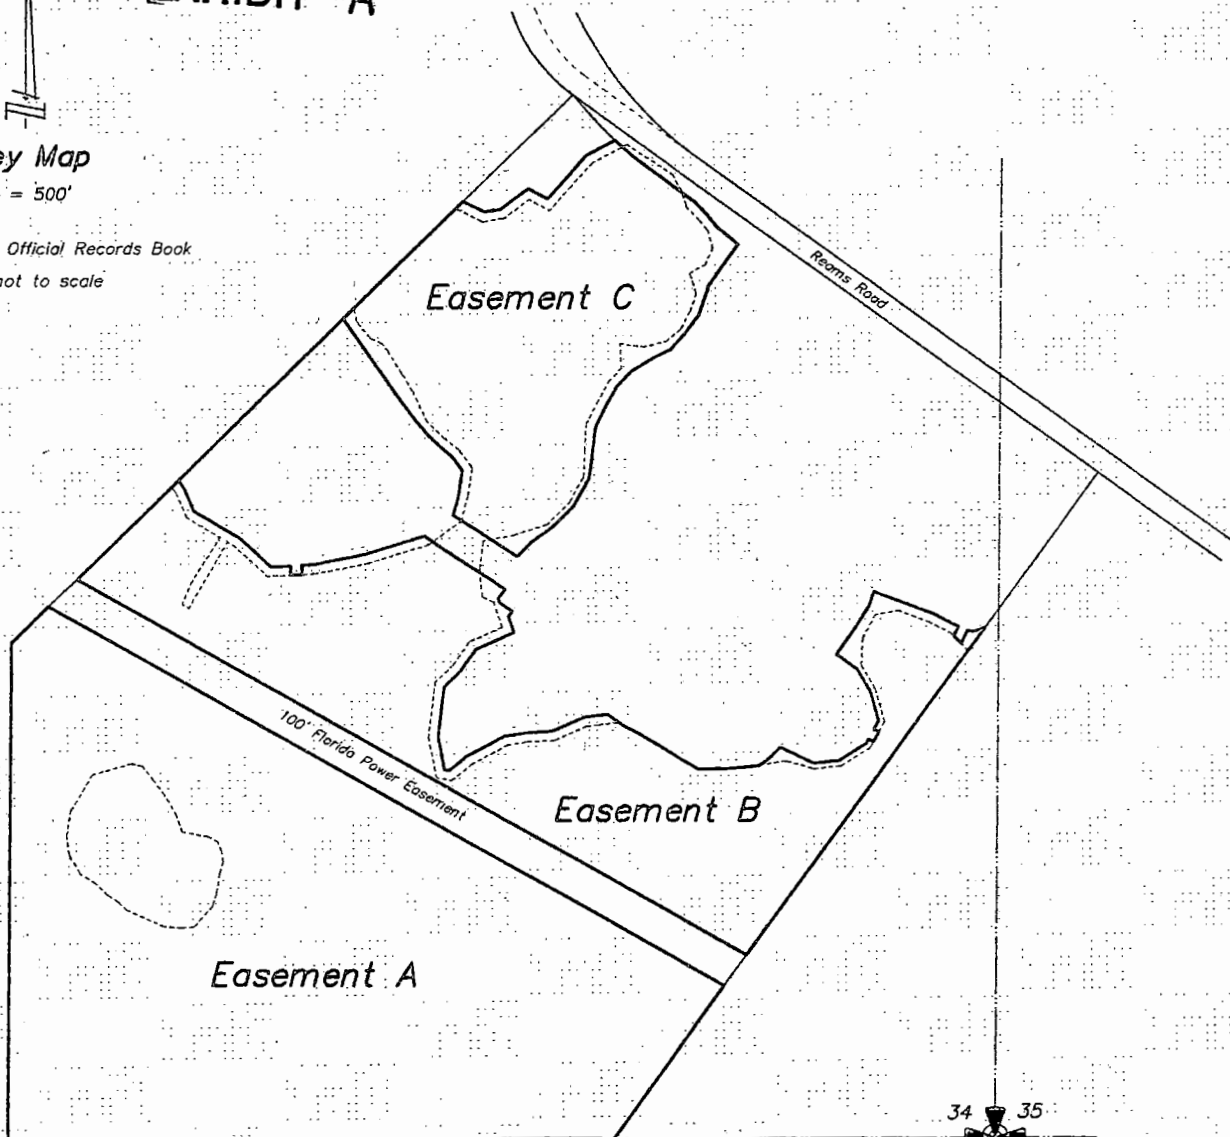 A
ey Map
= 500'
Official Records Book
not to scale
Easement C
Reams Road
100' Florida Power Easement
Easement B
Easement A
34 35